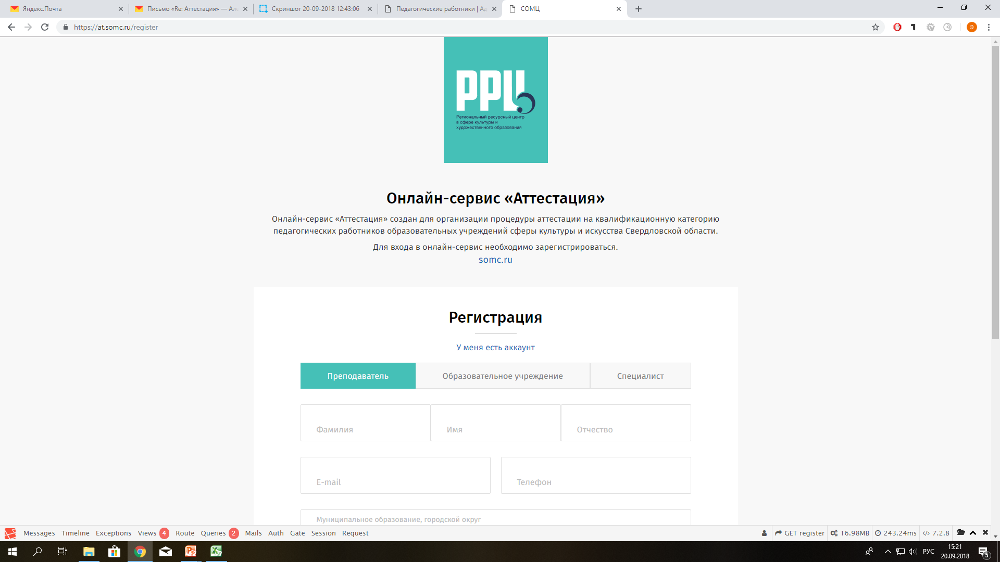 Яндекс.Почта
Письмо «Re: Аттестация» — Але
Скриншот 20-09-2018 12:43:06
Педагогические работники | Ад
СОМЦ
https://at.somc.ru/register
Э
РРЦ
Региональный ресурсный центр
в сфере культуры и
художественного образования
Онлайн-сервис «Аттестация»
Онлайн-сервис «Аттестация» создан для организации процедуры аттестации на квалификационную категорию
педагогических работников образовательных учреждений сферы культуры и искусства Свердловской области.
Для входа в онлайн-сервис необходимо зарегистрироваться.
somc.ru
Регистрация
У меня есть аккаунт
Преподаватель
Образовательное учреждение
Специалист
Фамилия
Имя
Отчество
E-mail
Телефон
Муниципальное образование, городской округ
Messages Timeline Exceptions Views 4 Route Queries 2 Mails Auth Gate Session Request
GET register 16.98MB 243.24ms 7.2.8
РУС
15:21
20.09.2018
5